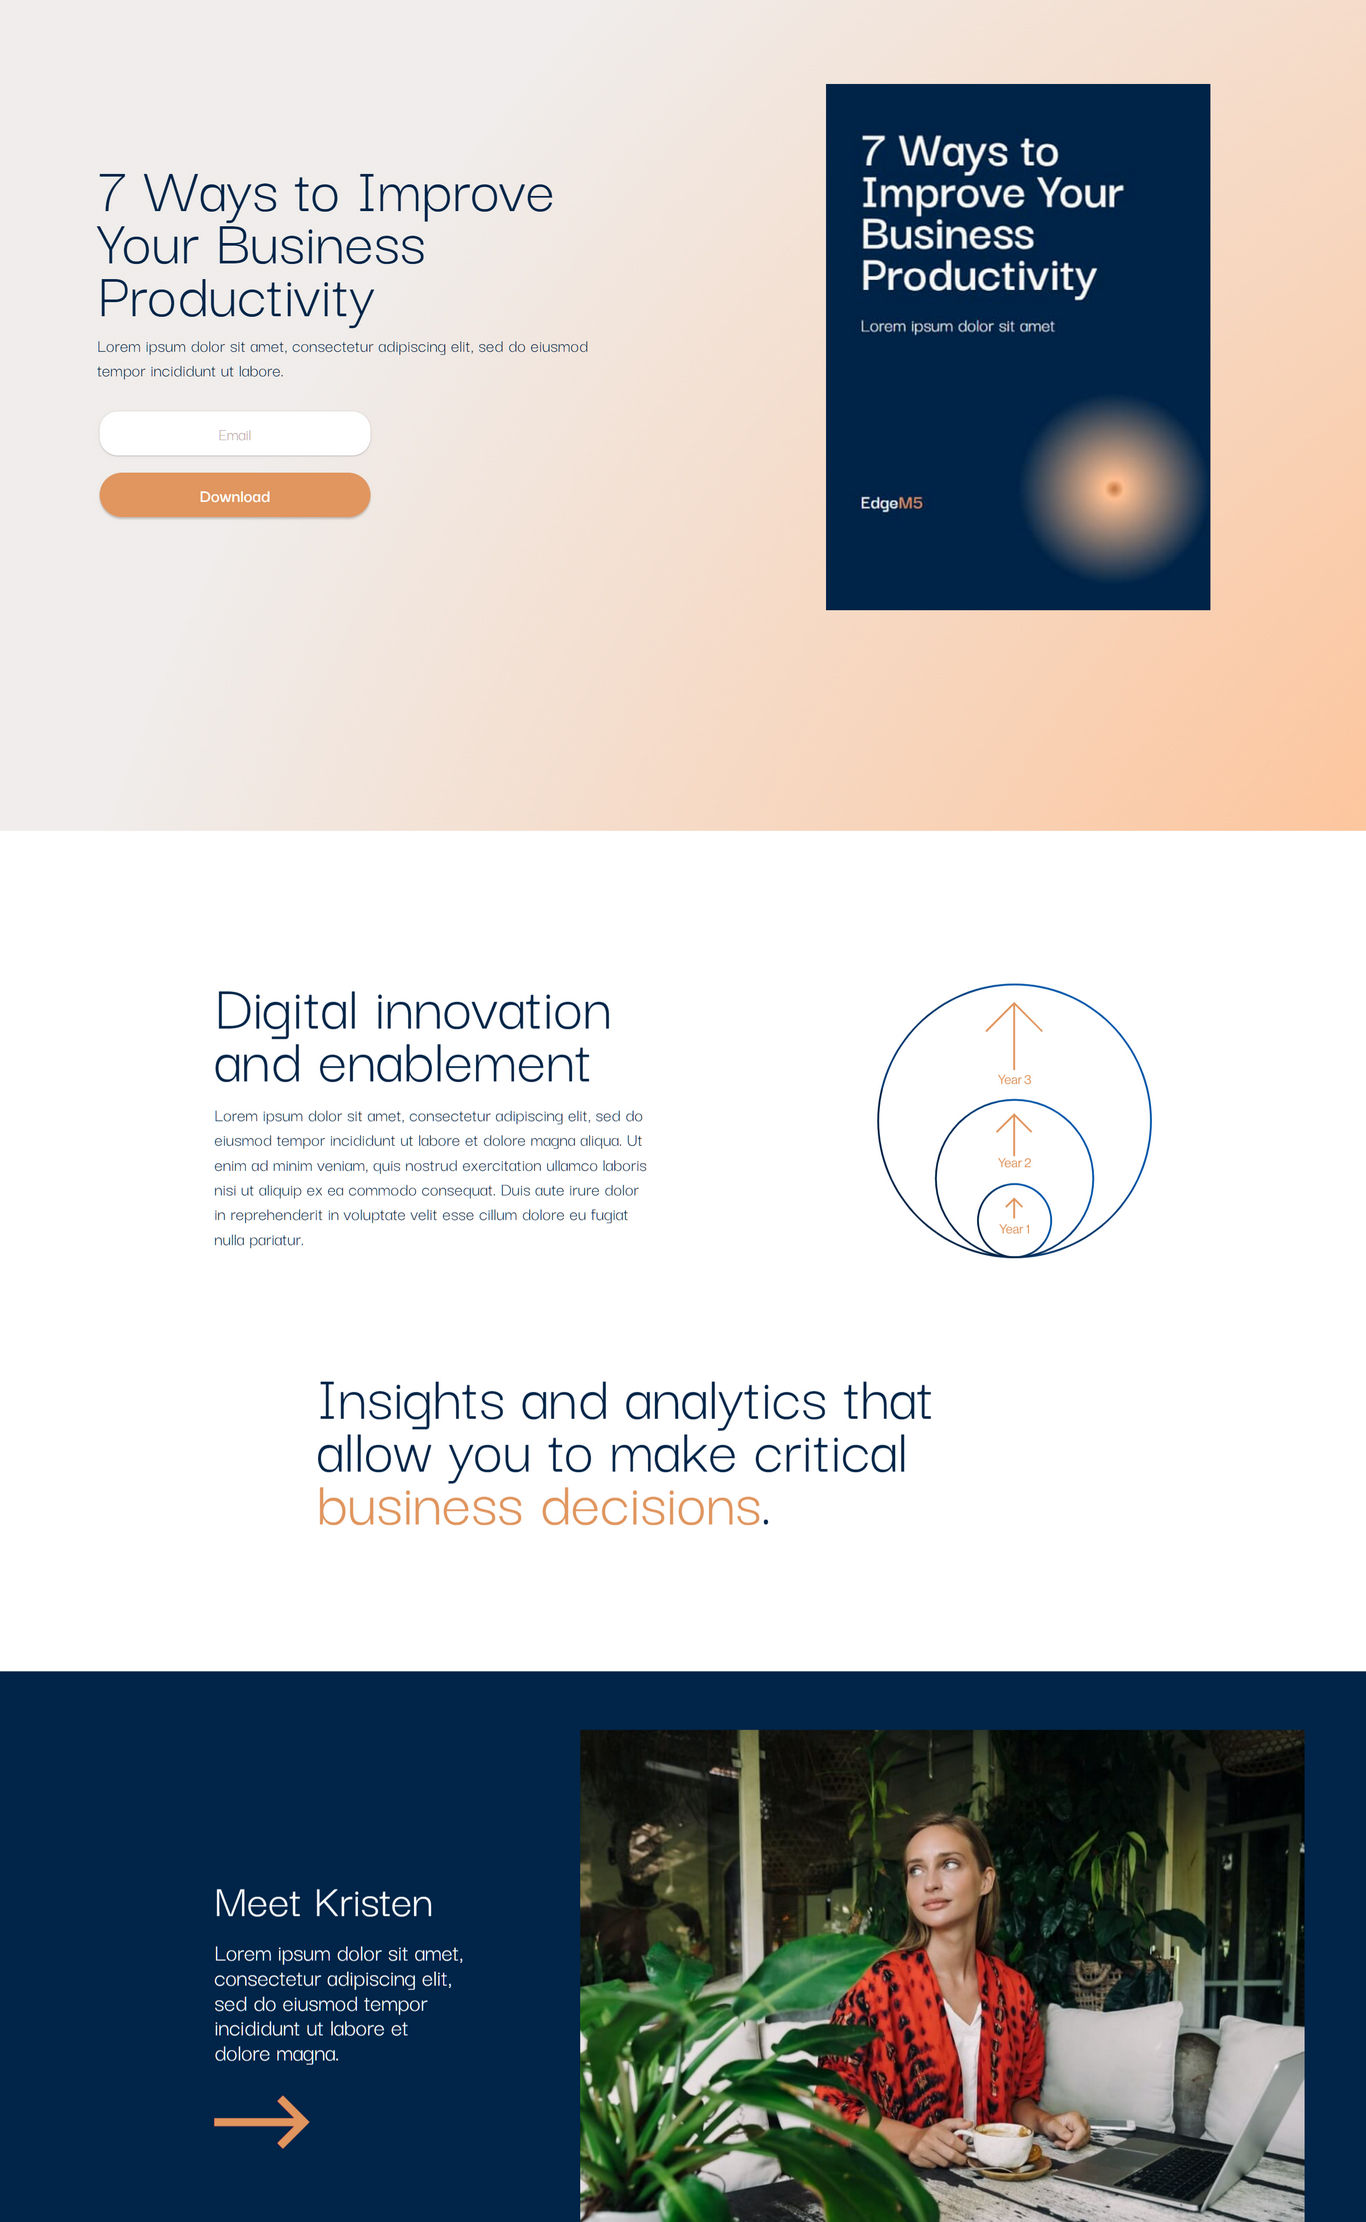 7 Ways to Improve
Your Business
Productivity
Lorem ipsum dolor sit amet, consectetur adipiscing elit, sed do eiusmod
tempor incididunt ut labore.
Email
Download
7 Ways to
Improve Your
Business
Productivity
Lorem ipsum dolor sit amet
EdgeM5
Digital innovation
and enablement
Lorem ipsum dolor sit amet, consectetur adipiscing elit, sed do
eiusmod tempor incididunt ut labore et dolore magna aliqua. Ut
enim ad minim veniam, quis nostrud exercitation ullamco laboris
nisi ut aliquip ex ea commodo consequat. Duis aute irure dolor
in reprehenderit in voluptate velit esse cillum dolore eu fugiat
nulla pariatur.
Year 3
Year 2
Year 1
Insights and analytics that
allow you to make critical
business decisions.
Meet Kristen
Lorem ipsum dolor sit amet,
consectetur adipiscing elit,
sed do eiusmod tempor
incididunt ut labore et
dolore magna.